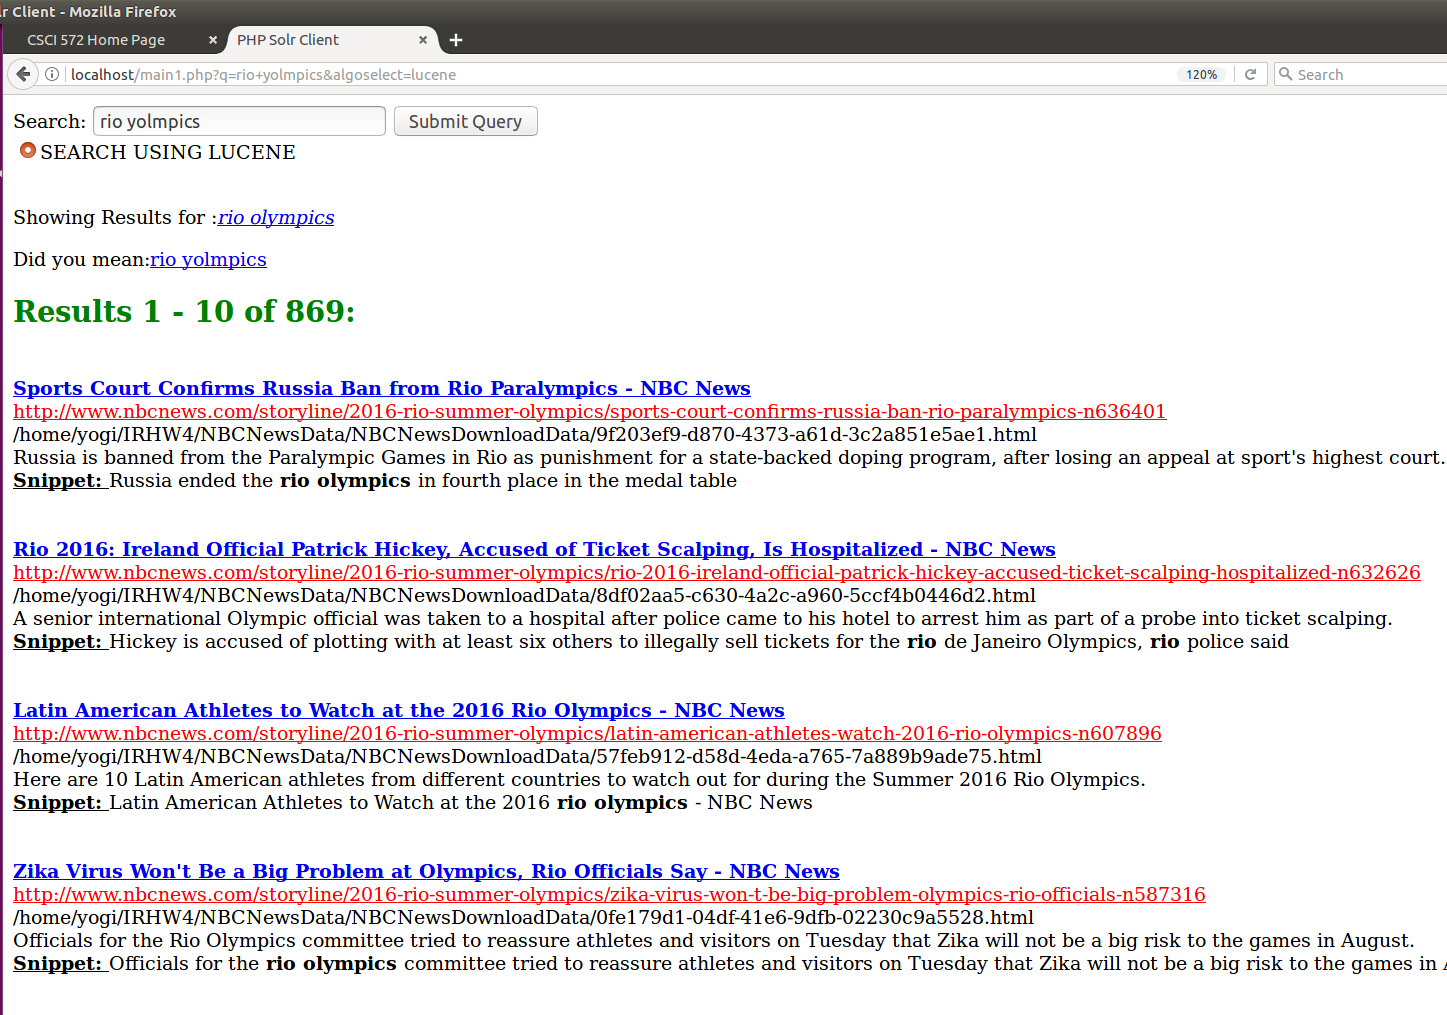 lr Client - Mozilla Firefox
CSCI 572 Home Page × PHP Solr Client × +
localhost/main1.php?q=rio+yolmpics&algoselect=lucene 120% Search
Search: rio yolmpics Submit Query
SEARCH USING LUCENE
Showing Results for :rio olympics
Did you mean:rio yolmpics
Results 1 - 10 of 869:
Sports Court Confirms Russia Ban from Rio Paralympics - NBC News
http://www.nbcnews.com/storyline/2016-rio-summer-olympics/sports-court-confirms-russia-ban-rio-paralympics-n636401
/home/yogi/IRHW4/NBCNewsData/NBCNewsDownloadData/9f203ef9-d870-4373-a61d-3c2a851e5ae1.html
Russia is banned from the Paralympic Games in Rio as punishment for a state-backed doping program, after losing an appeal at sport's highest court.
Snippet: Russia ended the rio olympics in fourth place in the medal table
Rio 2016: Ireland Official Patrick Hickey, Accused of Ticket Scalping, Is Hospitalized - NBC News
http://www.nbcnews.com/storyline/2016-rio-summer-olympics/rio-2016-ireland-official-patrick-hickey-accused-ticket-scalping-hospitalized-n632626
/home/yogi/IRHW4/NBCNewsData/NBCNewsDownloadData/8df02aa5-c630-4a2c-a960-5ccf4b0446d2.html
A senior international Olympic official was taken to a hospital after police came to his hotel to arrest him as part of a probe into ticket scalping.
Snippet: Hickey is accused of plotting with at least six others to illegally sell tickets for the rio de Janeiro Olympics, rio police said
Latin American Athletes to Watch at the 2016 Rio Olympics - NBC News
http://www.nbcnews.com/storyline/2016-rio-summer-olympics/latin-american-athletes-watch-2016-rio-olympics-n607896
/home/yogi/IRHW4/NBCNewsData/NBCNewsDownloadData/57feb912-d58d-4eda-a765-7a889b9ade75.html
Here are 10 Latin American athletes from different countries to watch out for during the Summer 2016 Rio Olympics.
Snippet: Latin American Athletes to Watch at the 2016 rio olympics - NBC News
Zika Virus Won't Be a Big Problem at Olympics, Rio Officials Say - NBC News
http://www.nbcnews.com/storyline/2016-rio-summer-olympics/zika-virus-won-t-be-big-problem-olympics-rio-officials-n587316
/home/yogi/IRHW4/NBCNewsData/NBCNewsDownloadData/0fe179d1-04df-41e6-9dfb-02230c9a5528.html
Officials for the Rio Olympics committee tried to reassure athletes and visitors on Tuesday that Zika will not be a big risk to the games in August.
Snippet: Officials for the rio olympics committee tried to reassure athletes and visitors on Tuesday that Zika will not be a big risk to the games in